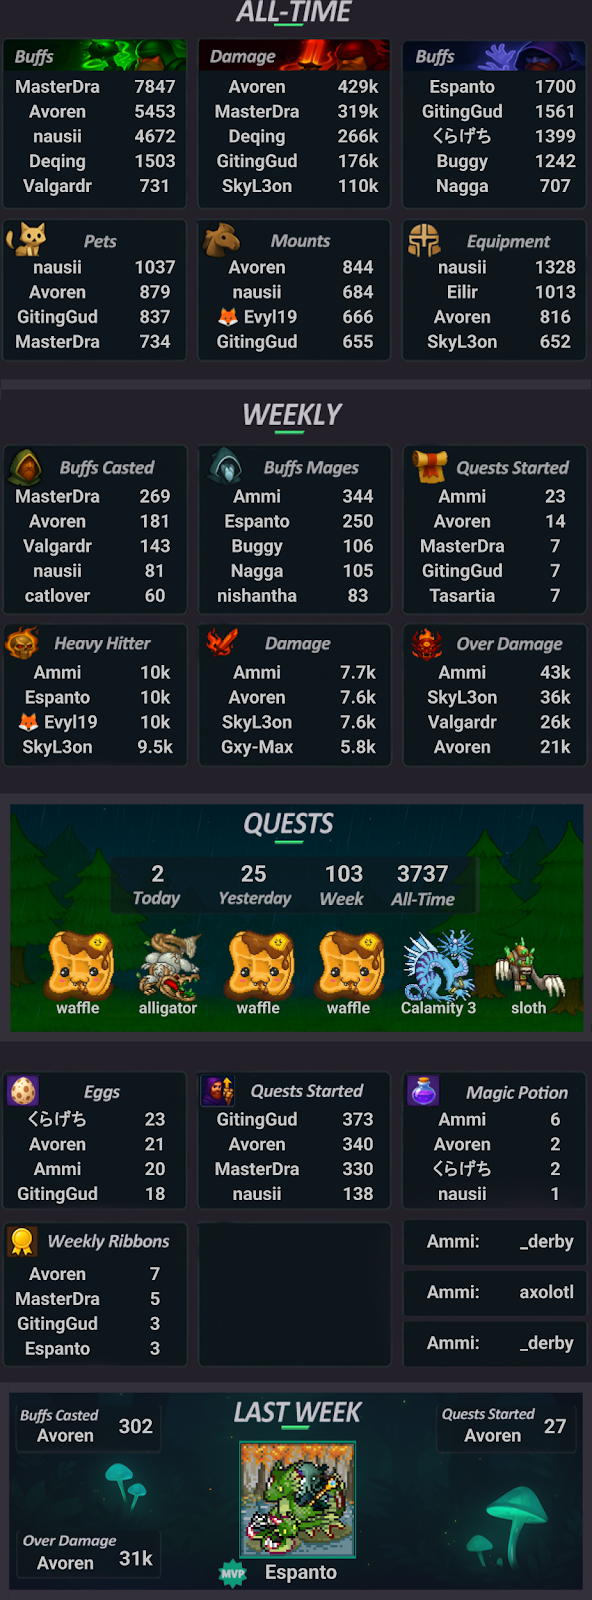 ALL-TIME
Buffs
MasterDra 7847
Avoren 5453
nausii 4672
Deqing 1503
Valgardr 731
Damage
Avoren 429k
MasterDra 319k
Deqing 266k
GitingGud 176k
SkyL3on 110k
Buffs
Espanto 1700
GitingGud 1561
くらげち 1399
Buggy 1242
Nagga 707
Pets
nausii 1037
Avoren 879
GitingGud 837
MasterDra 734
Mounts
Avoren 844
nausii 684
🦊 Evyl19 666
GitingGud 655
Equipment
nausii 1328
Eilir 1013
Avoren 816
SkyL3on 652
WEEKLY
Buffs Casted
MasterDra 269
Avoren 181
Valgardr 143
nausii 81
catlover 60
Buffs Mages
Ammi 344
Espanto 250
Buggy 106
Nagga 105
nishantha 83
Quests Started
Ammi 23
Avoren 14
MasterDra 7
GitingGud 7
Tasartia 7
Heavy Hitter
Ammi 10k
Espanto 10k
🦊 Evyl19 10k
SkyL3on 9.5k
Damage
Ammi 7.7k
Avoren 7.6k
SkyL3on 7.6k
Gxy-Max 5.8k
Over Damage
Ammi 43k
SkyL3on 36k
Valgardr 26k
Avoren 21k
QUESTS
2 25 103 3737
Today Yesterday Week All-Time
waffle alligator waffle waffle Calamity 3 sloth
Eggs
くらげち 23
Avoren 21
Ammi 20
GitingGud 18
Quests Started
GitingGud 373
Avoren 340
MasterDra 330
nausii 138
Magic Potion
Ammi 6
Avoren 2
くらげち 2
nausii 1
Weekly Ribbons
Avoren 7
MasterDra 5
GitingGud 3
Espanto 3
Ammi: _derby
Ammi: axolotl
Ammi: _derby
LAST WEEK
Buffs Casted
Avoren 302
Quests Started
Avoren 27
Over Damage
Avoren 31k
MVP Espanto